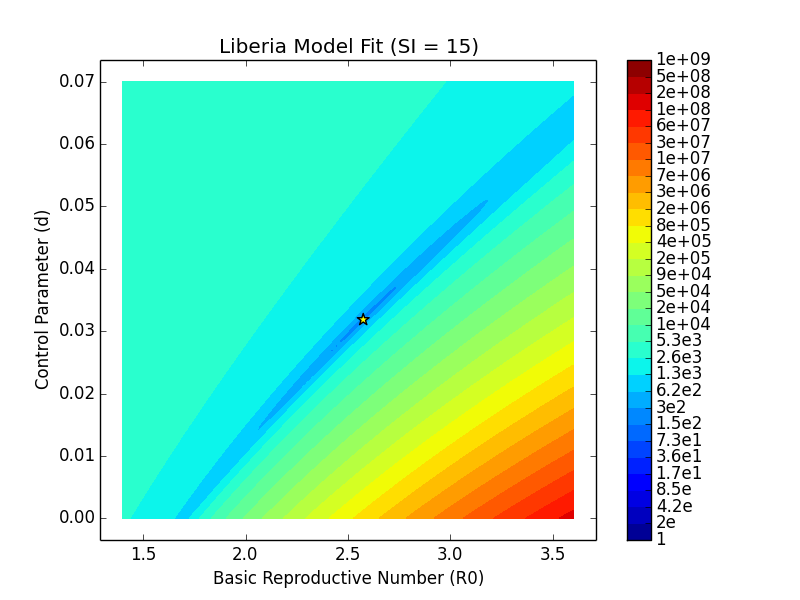 Liberia Model Fit (SI = 15)
Control Parameter (d)
0.07
0.06
0.05
0.04
0.03
0.02
0.01
0.00
1.5
2.0
2.5
3.0
3.5
Basic Reproductive Number (R0)
1e+09
5e+08
2e+08
1e+08
6e+07
3e+07
1e+07
7e+06
3e+06
2e+06
8e+05
4e+05
2e+05
9e+04
5e+04
2e+04
1e+04
5.3e3
2.6e3
1.3e3
6.2e2
3e2
1.5e2
7.3e1
3.6e1
1.7e1
8.5e
4.2e
2e
1